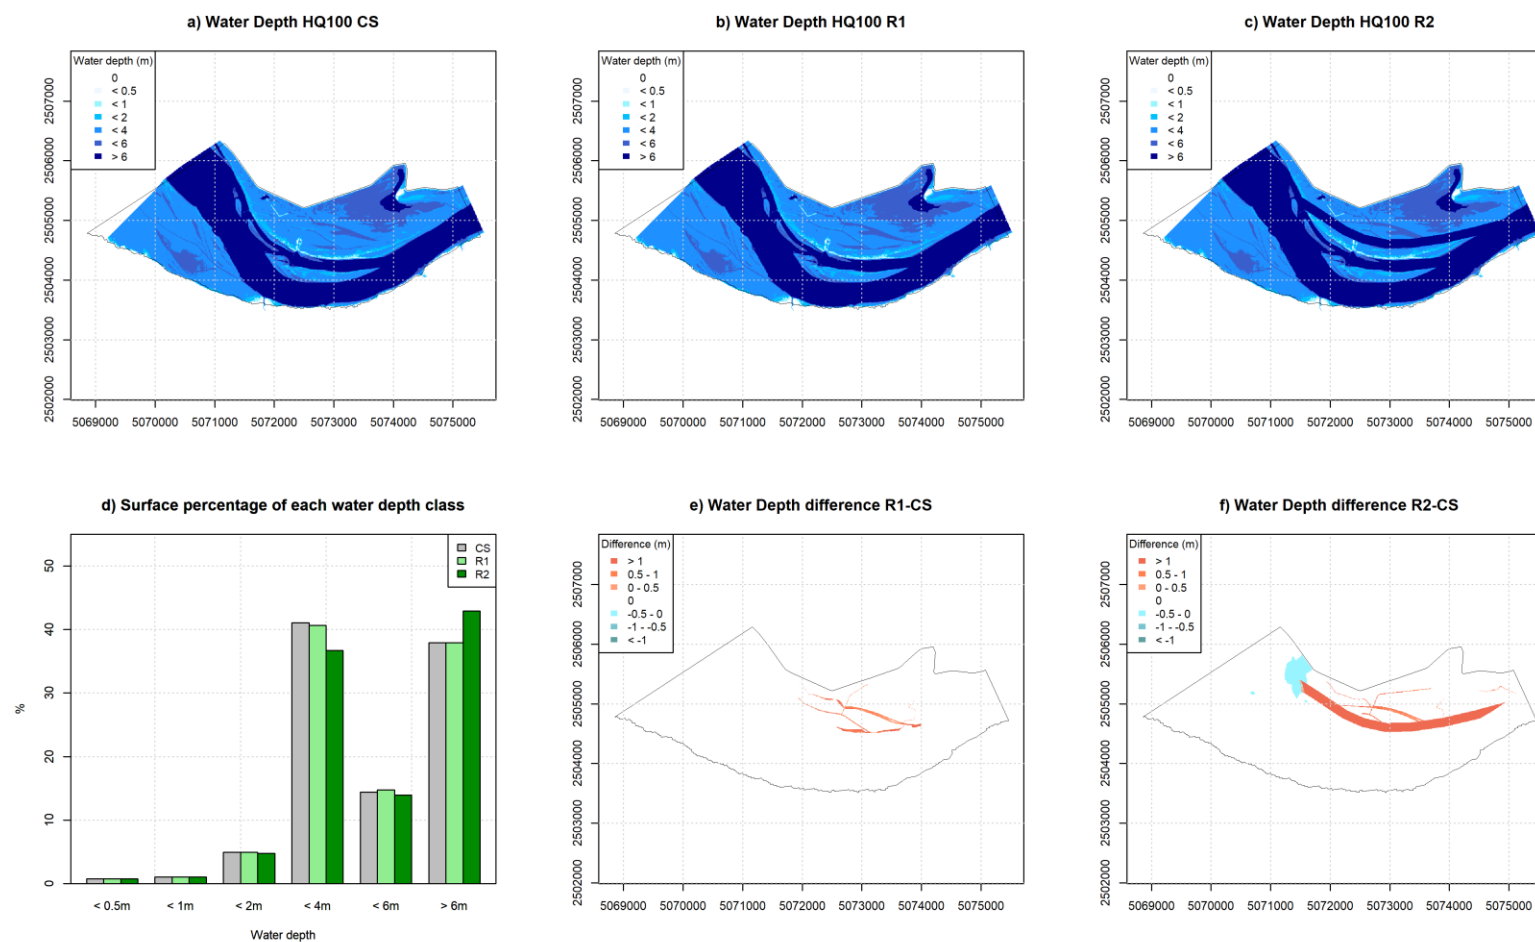 a) Water Depth HQ100 CS
Water depth (m)
0
< 0.5
< 1
< 2
< 4
< 6
> 6
2507000
2506000
2505000
2504000
2503000
2502000
5069000 5070000 5071000 5072000 5073000 5074000 5075000
b) Water Depth HQ100 R1
Water depth (m)
0
< 0.5
< 1
< 2
< 4
< 6
> 6
2507000
2506000
2505000
2504000
2503000
2502000
5069000 5070000 5071000 5072000 5073000 5074000 5075000
c) Water Depth HQ100 R2
Water depth (m)
0
< 0.5
< 1
< 2
< 4
< 6
> 6
2507000
2506000
2505000
2504000
2503000
2502000
5069000 5070000 5071000 5072000 5073000 5074000 5075000
d) Surface percentage of each water depth class
CS
R1
R2
50
40
30
20
10
0
%
< 0.5m < 1m < 2m < 4m < 6m > 6m
Water depth
e) Water Depth difference R1-CS
Difference (m)
> 1
0.5 - 1
0 - 0.5
0
-0.5 - 0
-1 - -0.5
< -1
2507000
2506000
2505000
2504000
2503000
2502000
5069000 5070000 5071000 5072000 5073000 5074000 5075000
f) Water Depth difference R2-CS
Difference (m)
> 1
0.5 - 1
0 - 0.5
0
-0.5 - 0
-1 - -0.5
< -1
2507000
2506000
2505000
2504000
2503000
2502000
5069000 5070000 5071000 5072000 5073000 5074000 5075000